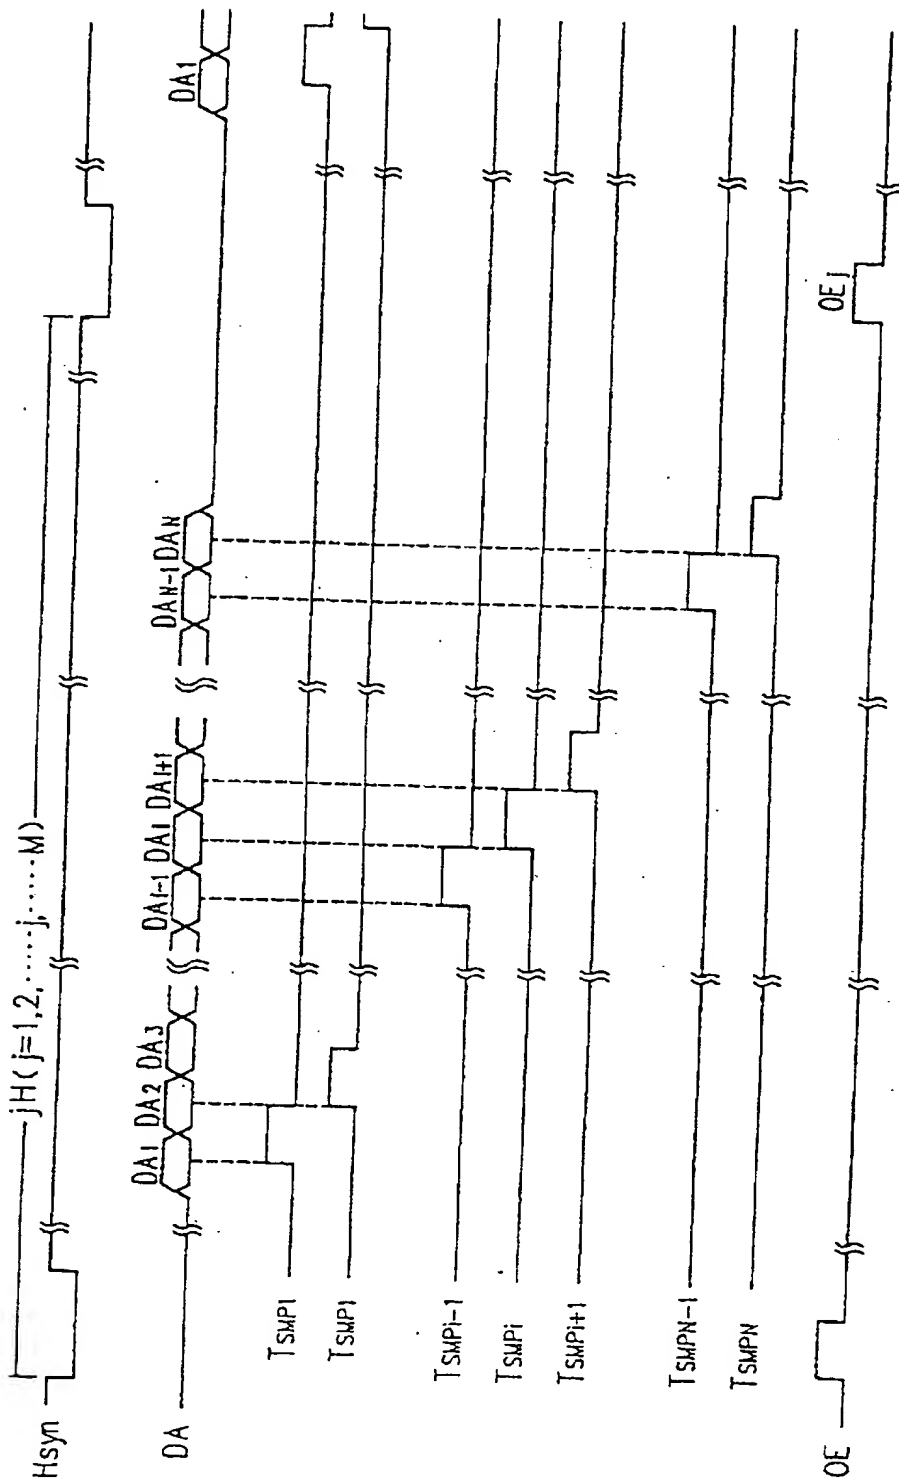 jH(j=1,2,.....j,.....M)
Hsyn
DA
DA1 DA2 DA3
DAi-1 DAi DAi+1
DAN-1 DAN
DA1
TSMP1
TSMP1
TSMPi-1
TSMPi
TSMPi+1
TSMPN-1
TSMPN
OE
OEj